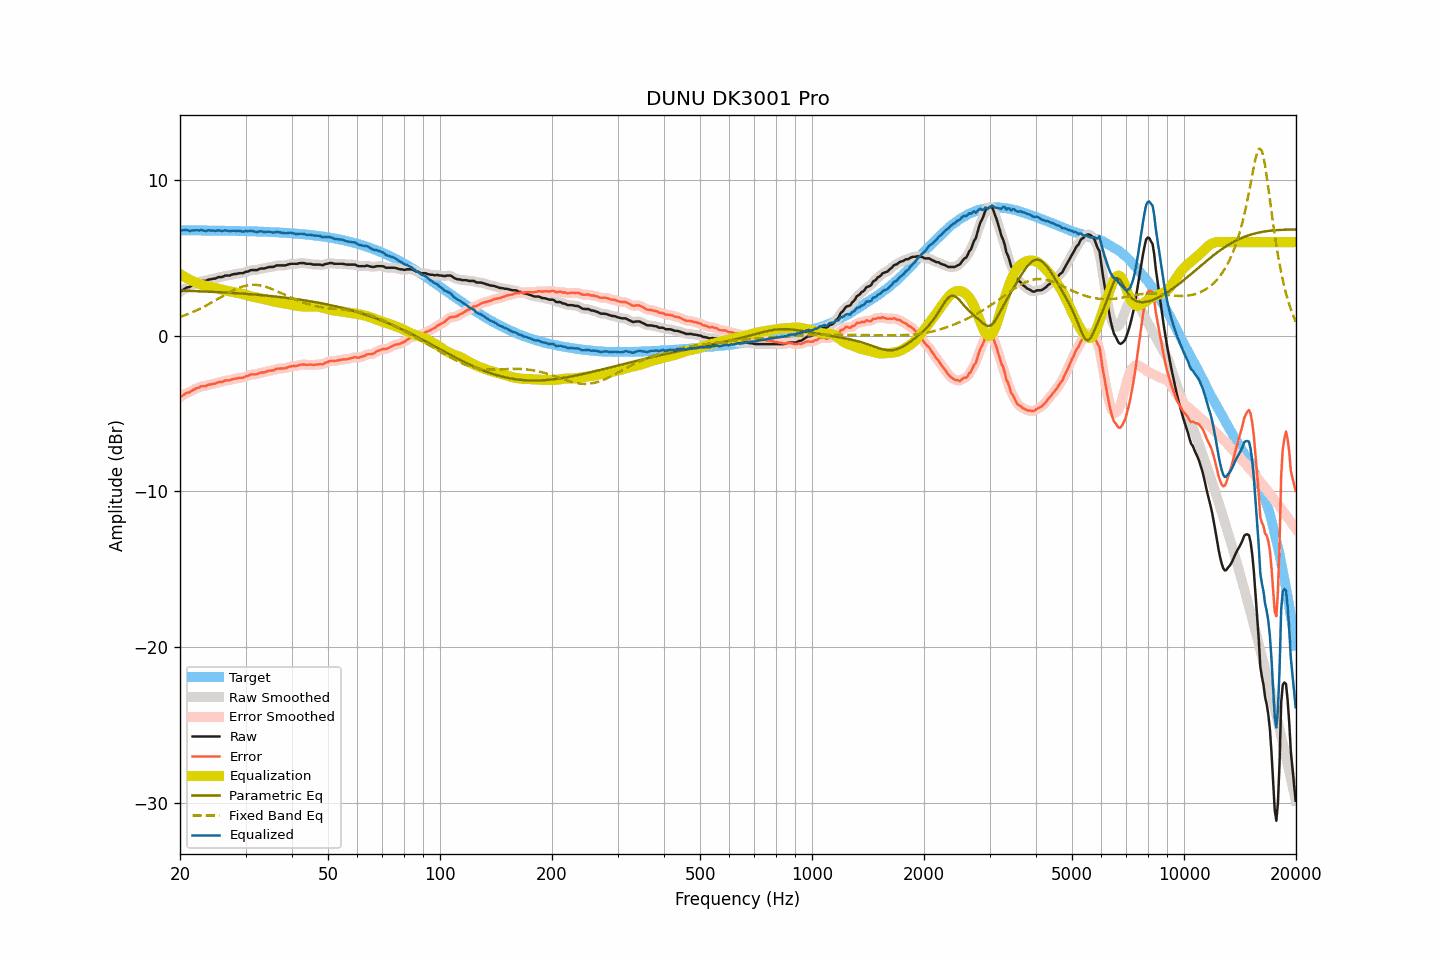 DUNU DK3001 Pro
Amplitude (dBr)
10
0
−10
−20
−30
Target
Raw Smoothed
Error Smoothed
Raw
Error
Equalization
Parametric Eq
Fixed Band Eq
Equalized
20 50 100 200 500 1000 2000 5000 10000 20000
Frequency (Hz)